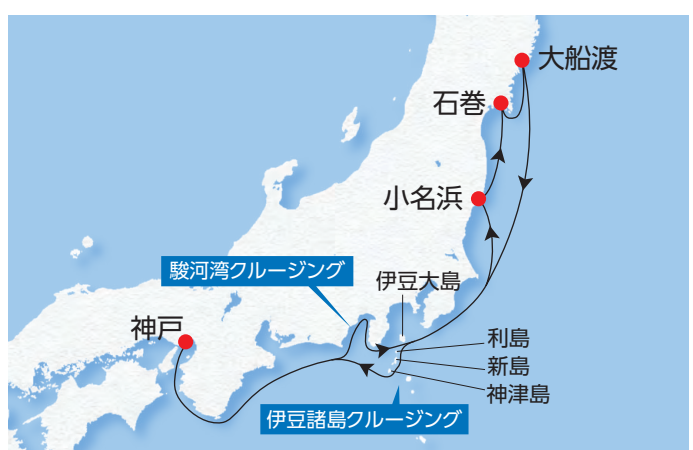 大船渡
石巻
小名浜
駿河湾クルージング
伊豆大島
神戸
利島
新島
神津島
伊豆諸島クルージング